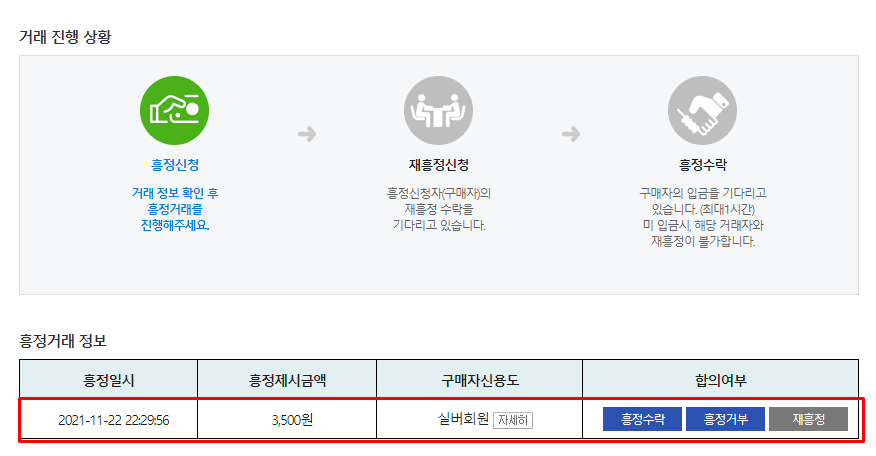 거래 진행 상황
흥정신청
거래 정보 확인 후
흥정거래를
진행해주세요.
재흥정신청
흥정신청자(구매자)의
재흥정 수락을
기다리고 있습니다.
흥정수락
구매자의 입금을 기다리고
있습니다. (최대1시간)
미 입금시, 해당 거래자와
재흥정이 불가합니다.
흥정거래 정보
흥정일시 흥정제시금액 구매자신용도 합의여부
2021-11-22 22:29:56 3,500원 실버회원 자세히 흥정수락 흥정거부 재흥정